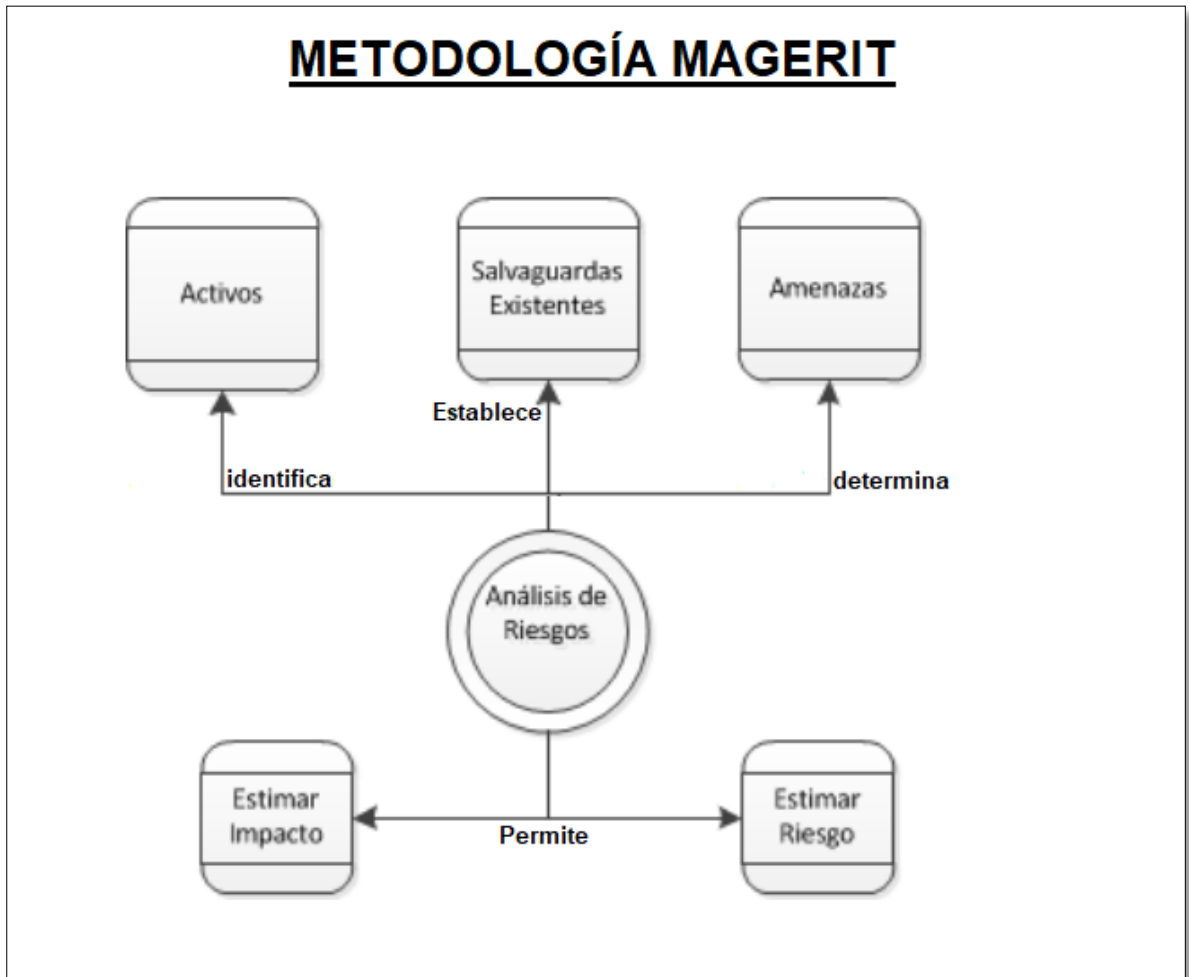 METODOLOGÍA MAGERIT
Activos
Salvaguardas
Existentes
Amenazas
Establece
identifica
determina
Análisis de
Riesgos
Estimar
Impacto
Permite
Estimar
Riesgo